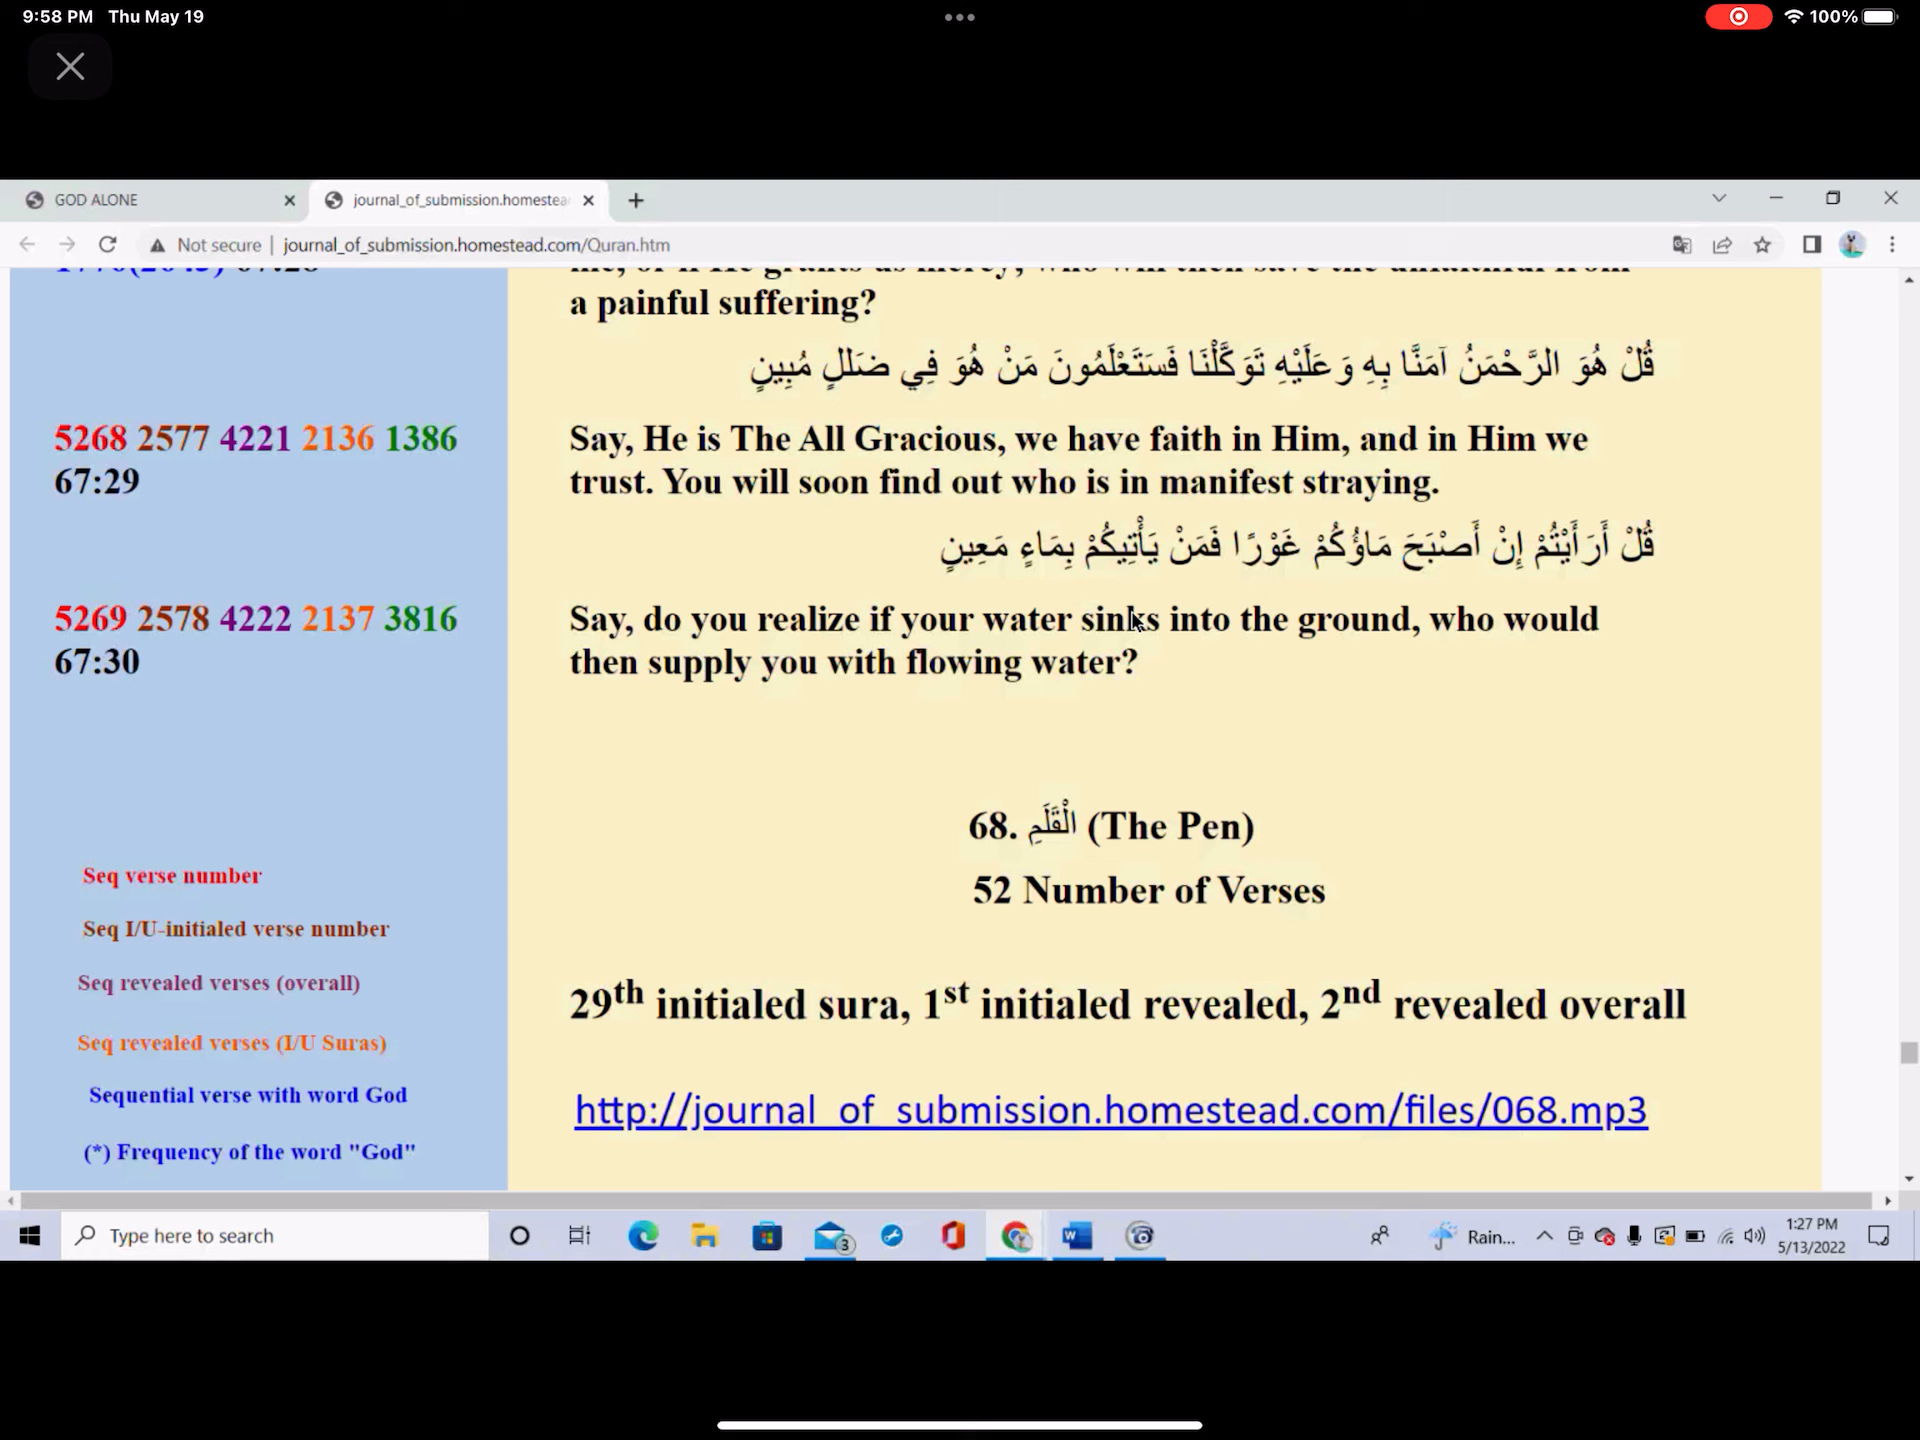 9:58 PM Thu May 19
100%
GOD ALONE
journal_of_submission.homestea
Not secure | journal_of_submission.homestead.com/Quran.htm
a painful suffering?
قُلْ هُوَ الرَّحْمَنُ آمَنَّا بِهِ وَعَلَيْهِ تَوَكَّلْنَا فَسَتَعْلَمُونَ مَنْ هُوَ فِي ضَلَلٍ مُبِينٍ
5268 2577 4221 2136 1386
67:29
Say, He is The All Gracious, we have faith in Him, and in Him we
trust. You will soon find out who is in manifest straying.
قُلْ أَرَأَيْتُمْ إِنْ أَصْبَحَ مَاؤُكُمْ غَوْرًا فَمَنْ يَأْتِيكُمْ بِمَاءٍ مَعِينٍ
5269 2578 4222 2137 3816
67:30
Say, do you realize if your water sinks into the ground, who would
then supply you with flowing water?
68. الْقَلَمِ (The Pen)
52 Number of Verses
29th initialed sura, 1st initialed revealed, 2nd revealed overall
http://journal_of_submission.homestead.com/files/068.mp3
Seq verse number
Seq I/U-initialed verse number
Seq revealed verses (overall)
Seq revealed verses (I/U Suras)
Sequential verse with word God
(*) Frequency of the word "God"
Type here to search
3
Rain...
1:27 PM
5/13/2022